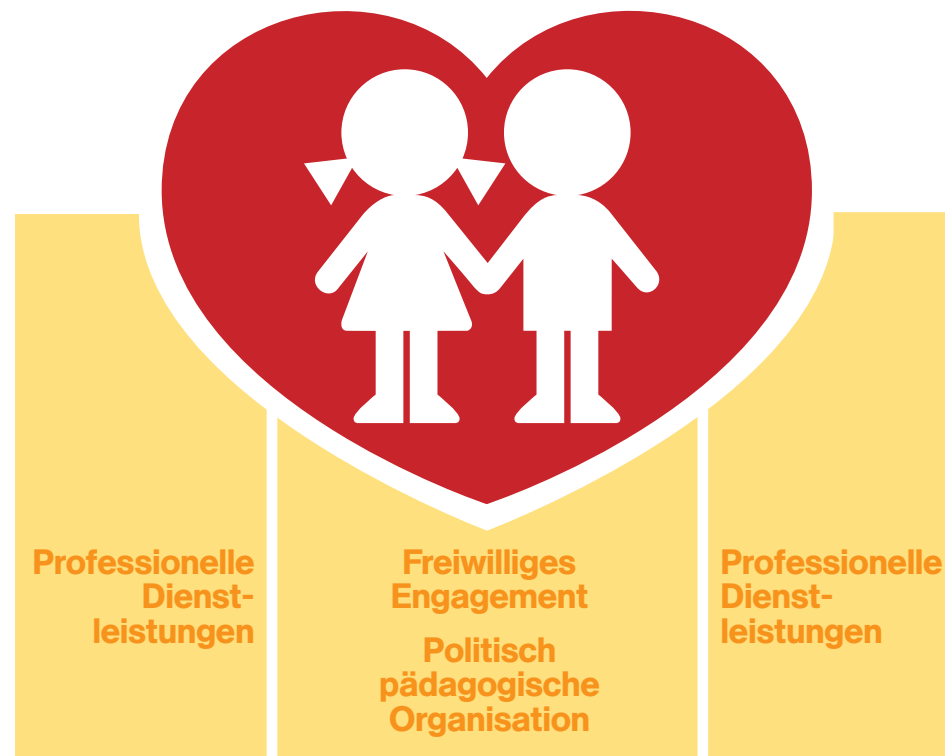 Professionelle
Dienst-
leistungen
Freiwilliges
Engagement
Politisch
pädagogische
Organisation
Professionelle
Dienst-
leistungen